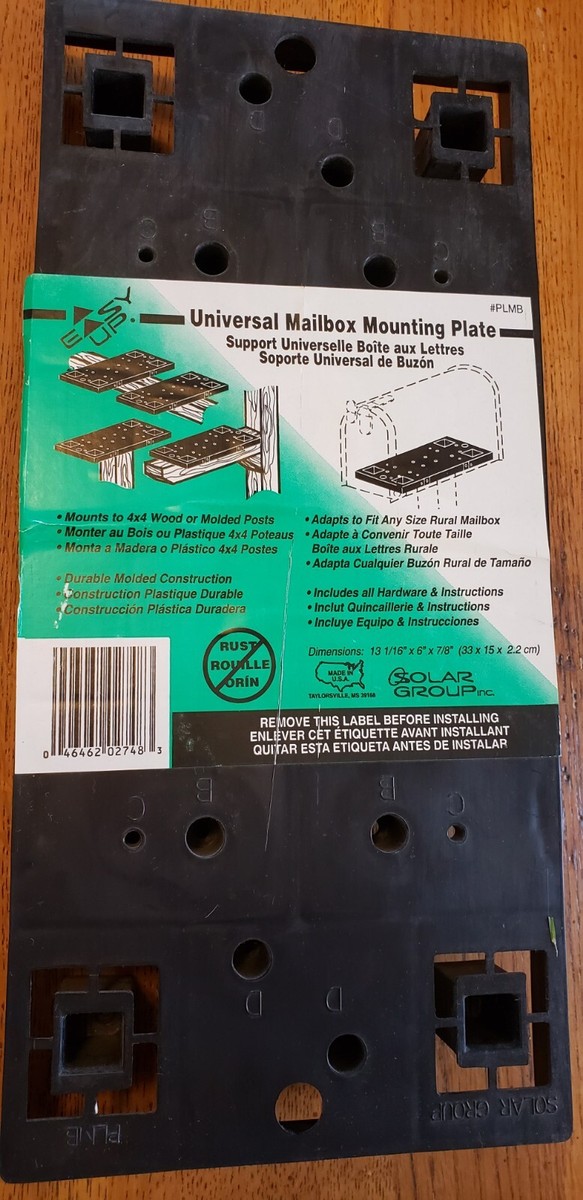 D
D
C
B
B
C
#PLMB
EASY UPS.
Universal Mailbox Mounting Plate
Support Universelle Boîte aux Lettres
Soporte Universal de Buzón
• Mounts to 4x4 Wood or Molded Posts
• Monter au Bois ou Plastique 4x4 Poteaux
• Monta a Madera o Plástico 4x4 Postes
• Durable Molded Construction
• Construction Plastique Durable
• Construcción Plástica Duradera
• Adapts to Fit Any Size Rural Mailbox
• Adapte à Convenir Toute Taille
Boîte aux Lettres Rurale
• Adapta Cualquier Buzón Rural de Tamaño
• Includes all Hardware & Instructions
• Inclut Quincaillerie & Instructions
• Incluye Equipo & Instrucciones
Dimensions: 13 1/16" x 6" x 7/8" (33 x 15 x 2.2 cm)
RUST
ROUILLE
ORÍN
MADE IN
U.S.A.
TAYLORSVILLE, MS 39168
SOLAR
GROUP INC.
0 46462 02748 3
REMOVE THIS LABEL BEFORE INSTALLING
ENLEVER CET ÉTIQUETTE AVANT INSTALLANT
QUITAR ESTA ETIQUETA ANTES DE INSTALAR
C
B
B
C
D
D
PLMB
SOLAR GROUP